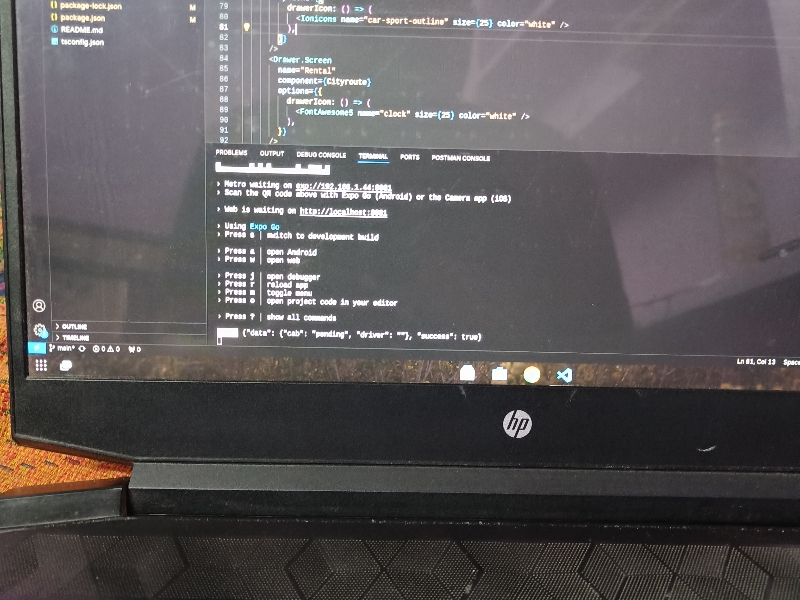 package-lock.json M
package.json M
README.md
tsconfig.json
79 drawerIcon: () => (
80 <Ionicons name="car-sport-outline" size={25} color="white" />
81 ),
82 }}
83 />
84 <Drawer.Screen
85 name="Rental"
86 component={Cityroute}
87 options={{
88 drawerIcon: () => (
89 <FontAwesome5 name="clock" size={25} color="white" />
90 ),
91 }}
92 />
PROBLEMS OUTPUT DEBUG CONSOLE TERMINAL PORTS POSTMAN CONSOLE
› Metro waiting on exp://192.168.1.44:8081
› Scan the QR code above with Expo Go (Android) or the Camera app (iOS)
› Web is waiting on http://localhost:8081
› Using Expo Go
› Press s | switch to development build
› Press a | open Android
› Press w | open web
› Press j | open debugger
› Press r | reload app
› Press m | toggle menu
› Press o | open project code in your editor
› Press ? | show all commands
{"data": {"cab": "pending", "driver": ""}, "success": true}
OUTLINE
TIMELINE
main* 0 0 0
Ln 81, Col 13 Spac
hp